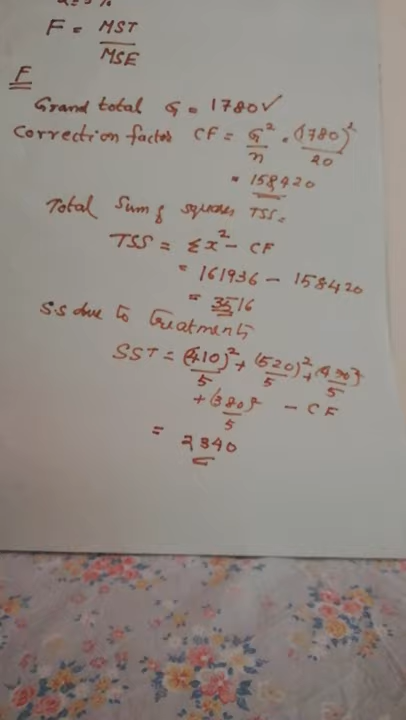 F = MST
MSE
F
Grand total G = 1780 ✓
Correction factor CF = G²/n = (1780)²/20
= 158420
Total Sum of squares TSS=
TSS = Σx² - CF
= 161936 - 158420
= 3516
S.S due to Treatments
SST = (410)²/5 + (520)²/5 + (430)²/5
+ (380)²/5 - CF
= 2840